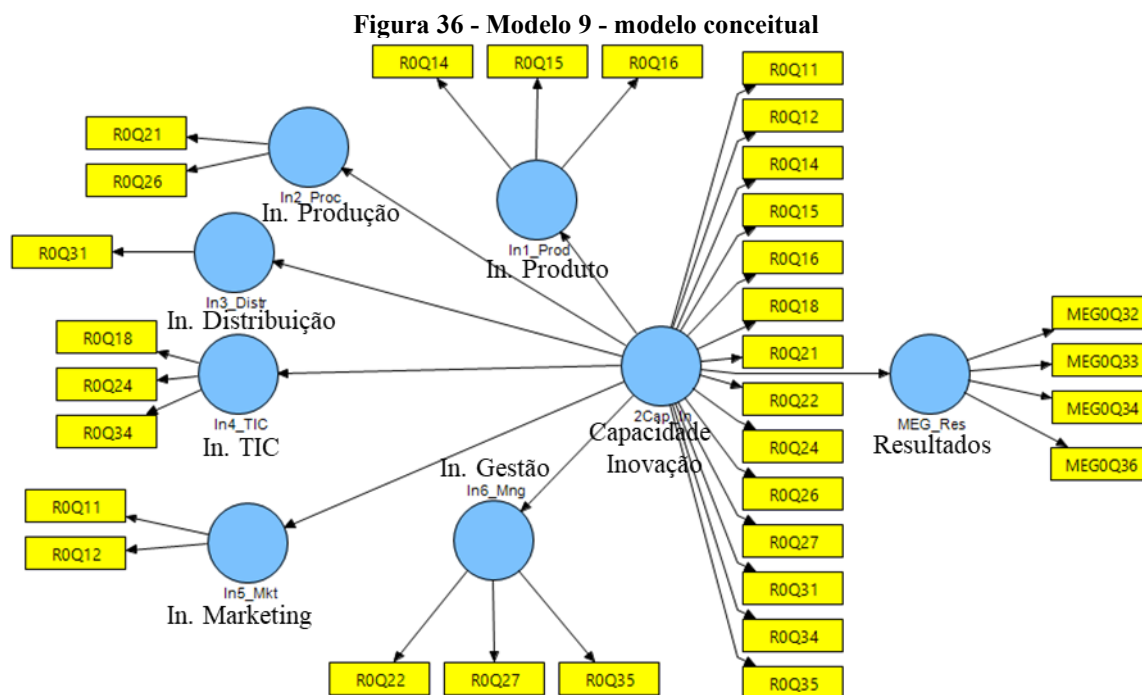 Figura 36 - Modelo 9 - modelo conceitual
R0Q14
R0Q15
R0Q16
In1_Prod
In. Produto
R0Q21
R0Q26
In2_Proc
In. Produção
R0Q31
In3_Distr
In. Distribuição
R0Q18
R0Q24
R0Q34
In4_TIC
In. TIC
R0Q11
R0Q12
In5_Mkt
In. Marketing
In. Gestão
In6_Mng
R0Q22
R0Q27
R0Q35
2Cap_In
Capacidade
Inovação
R0Q11
R0Q12
R0Q14
R0Q15
R0Q16
R0Q18
R0Q21
R0Q22
R0Q24
R0Q26
R0Q27
R0Q31
R0Q34
R0Q35
MEG_Res
Resultados
MEG0Q32
MEG0Q33
MEG0Q34
MEG0Q36